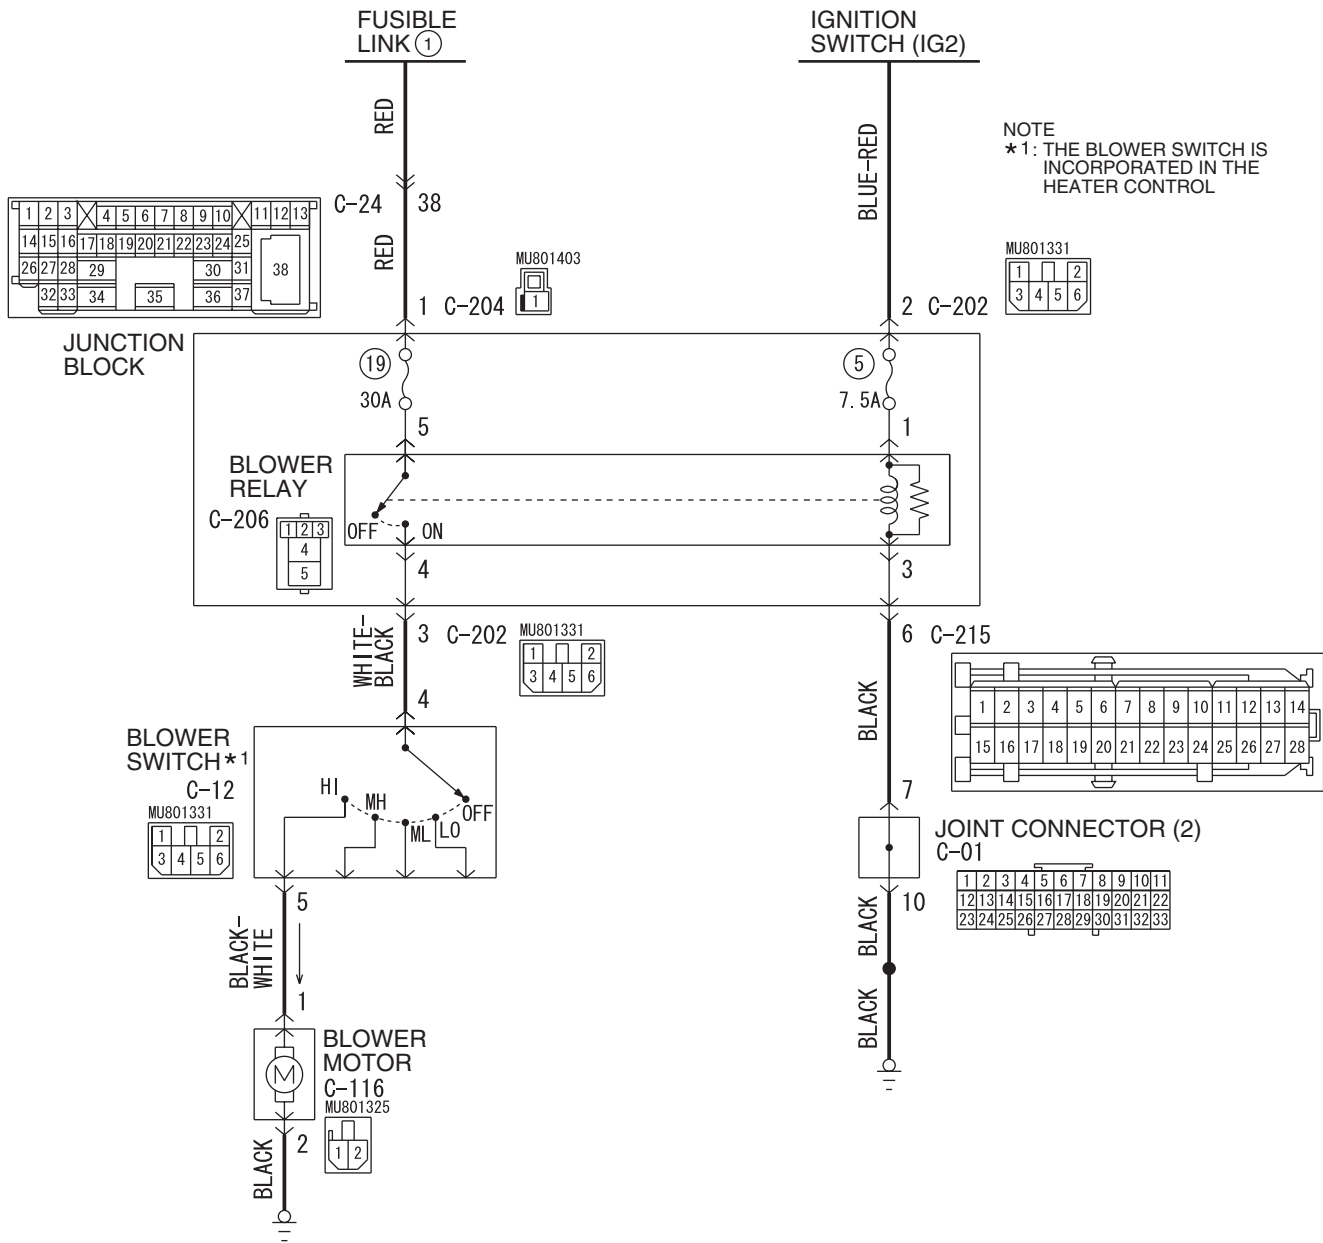 FUSIBLE
LINK ①
IGNITION
SWITCH (IG2)
RED
BLUE-RED
NOTE
*1: THE BLOWER SWITCH IS
INCORPORATED IN THE
HEATER CONTROL
1 2 3 4 5 6 7 8 9 10 11 12 13
14 15 16 17 18 19 20 21 22 23 24 25
26 27 28 29 30 31 38
32 33 34 35 36 37
C-24 38
RED
MU801403
1
MU801331
1 2
3 4 5 6
1 C-204
2 C-202
JUNCTION
BLOCK
⑲
30A
⑤
7.5A
5
1
BLOWER
RELAY
C-206
1 2 3
4
5
OFF
ON
4
3
WHITE-
BLACK
3 C-202
MU801331
1 2
3 4 5 6
6 C-215
1 2 3 4 5 6 7 8 9 10 11 12 13 14
15 16 17 18 19 20 21 22 23 24 25 26 27 28
BLACK
4
BLOWER
SWITCH*1
C-12
MU801331
1 2
3 4 5 6
HI
MH
ML
LO
OFF
7
JOINT CONNECTOR (2)
C-01
1 2 3 4 5 6 7 8 9 10 11
12 13 14 15 16 17 18 19 20 21 22
23 24 25 26 27 28 29 30 31 32 33
5
10
BLACK-
WHITE
BLACK
1
BLACK
BLOWER
MOTOR
C-116
MU801325
1 2
M
2
BLACK